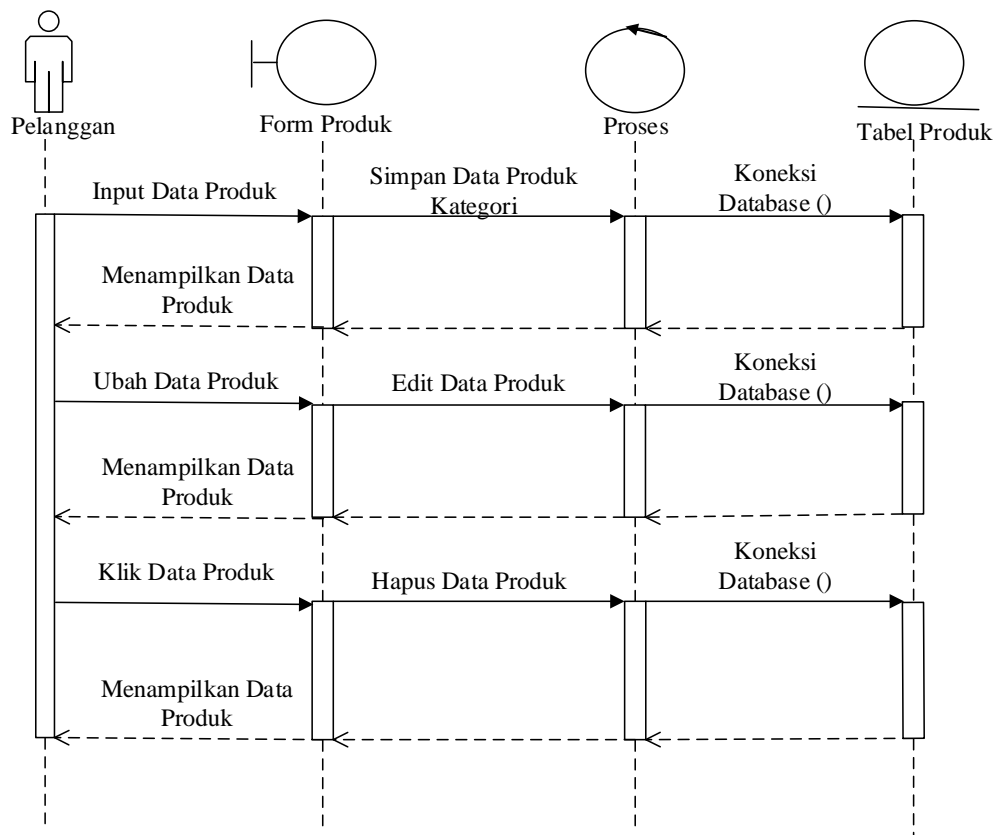 Pelanggan
Form Produk
Proses
Tabel Produk
Input Data Produk
Simpan Data Produk
Kategori
Koneksi
Database ()
Menampilkan Data
Produk
Ubah Data Produk
Edit Data Produk
Koneksi
Database ()
Menampilkan Data
Produk
Klik Data Produk
Hapus Data Produk
Koneksi
Database ()
Menampilkan Data
Produk